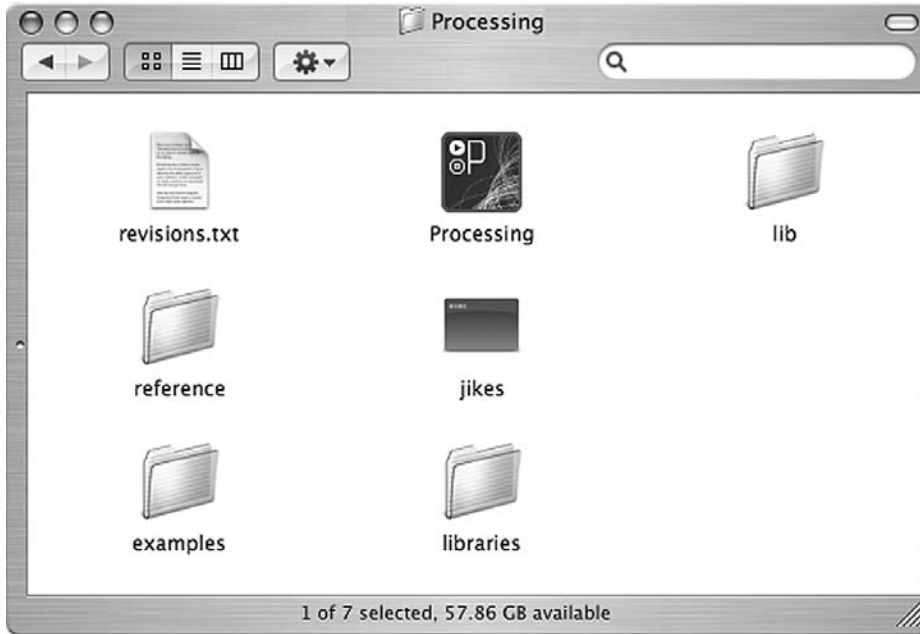 Processing
revisions.txt
Processing
lib
reference
jikes
examples
libraries
1 of 7 selected, 57.86 GB available